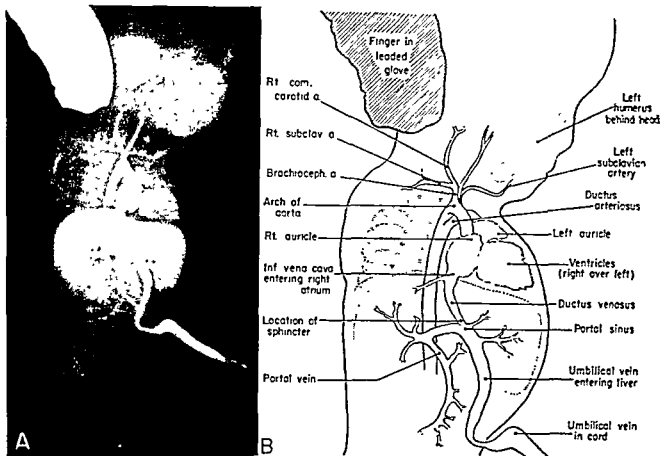 A
B
Finger in
leaded
glove
Rt com.
carotid a
Rt. subclav a
Brachroceph. a
Arch of
aorta
Rt. auricle
Inf vena cava
entering right
atrium
Location of
sphincter
Portal vein
Left
humerus
behind head
Left
subclavian
artery
Ductus
arteriosus
Left auricle
Ventricles
(right over left)
Ductus venosus
Portal sinus
Umbilical vein
entering liver
Umbilical vein
in cord